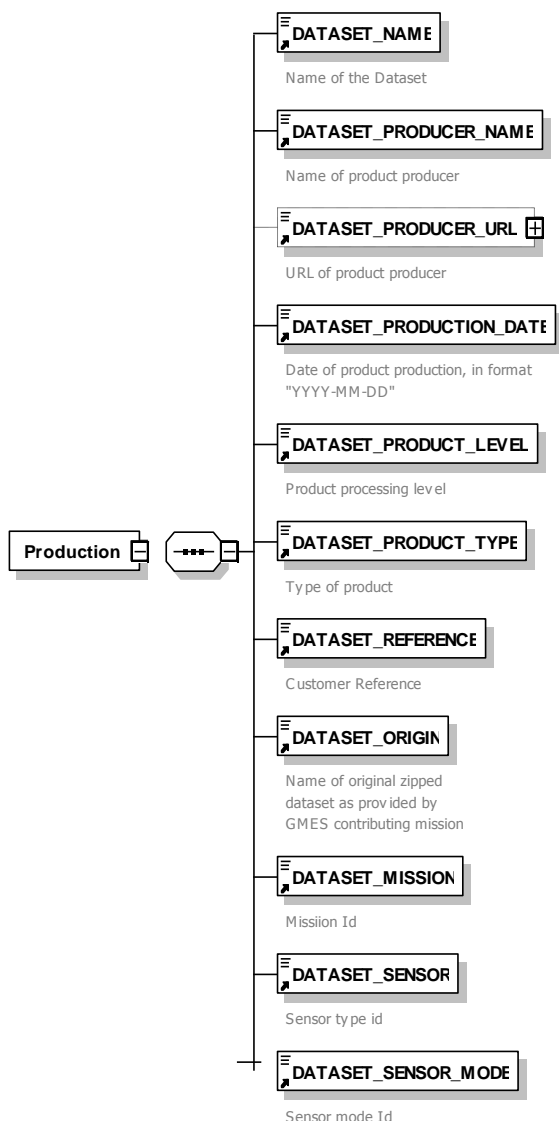 DATASET_NAME
Name of the Dataset
DATASET_PRODUCER_NAME
Name of product producer
DATASET_PRODUCER_URL
URL of product producer
DATASET_PRODUCTION_DATE
Date of product production, in format
"YYYY-MM-DD"
DATASET_PRODUCT_LEVEL
Product processing level
Production
DATASET_PRODUCT_TYPE
Type of product
DATASET_REFERENCE
Customer Reference
DATASET_ORIGIN
Name of original zipped
dataset as provided by
GMES contributing mission
DATASET_MISSION
Missiion Id
DATASET_SENSOR
Sensor type id
DATASET_SENSOR_MODE
Sensor mode Id